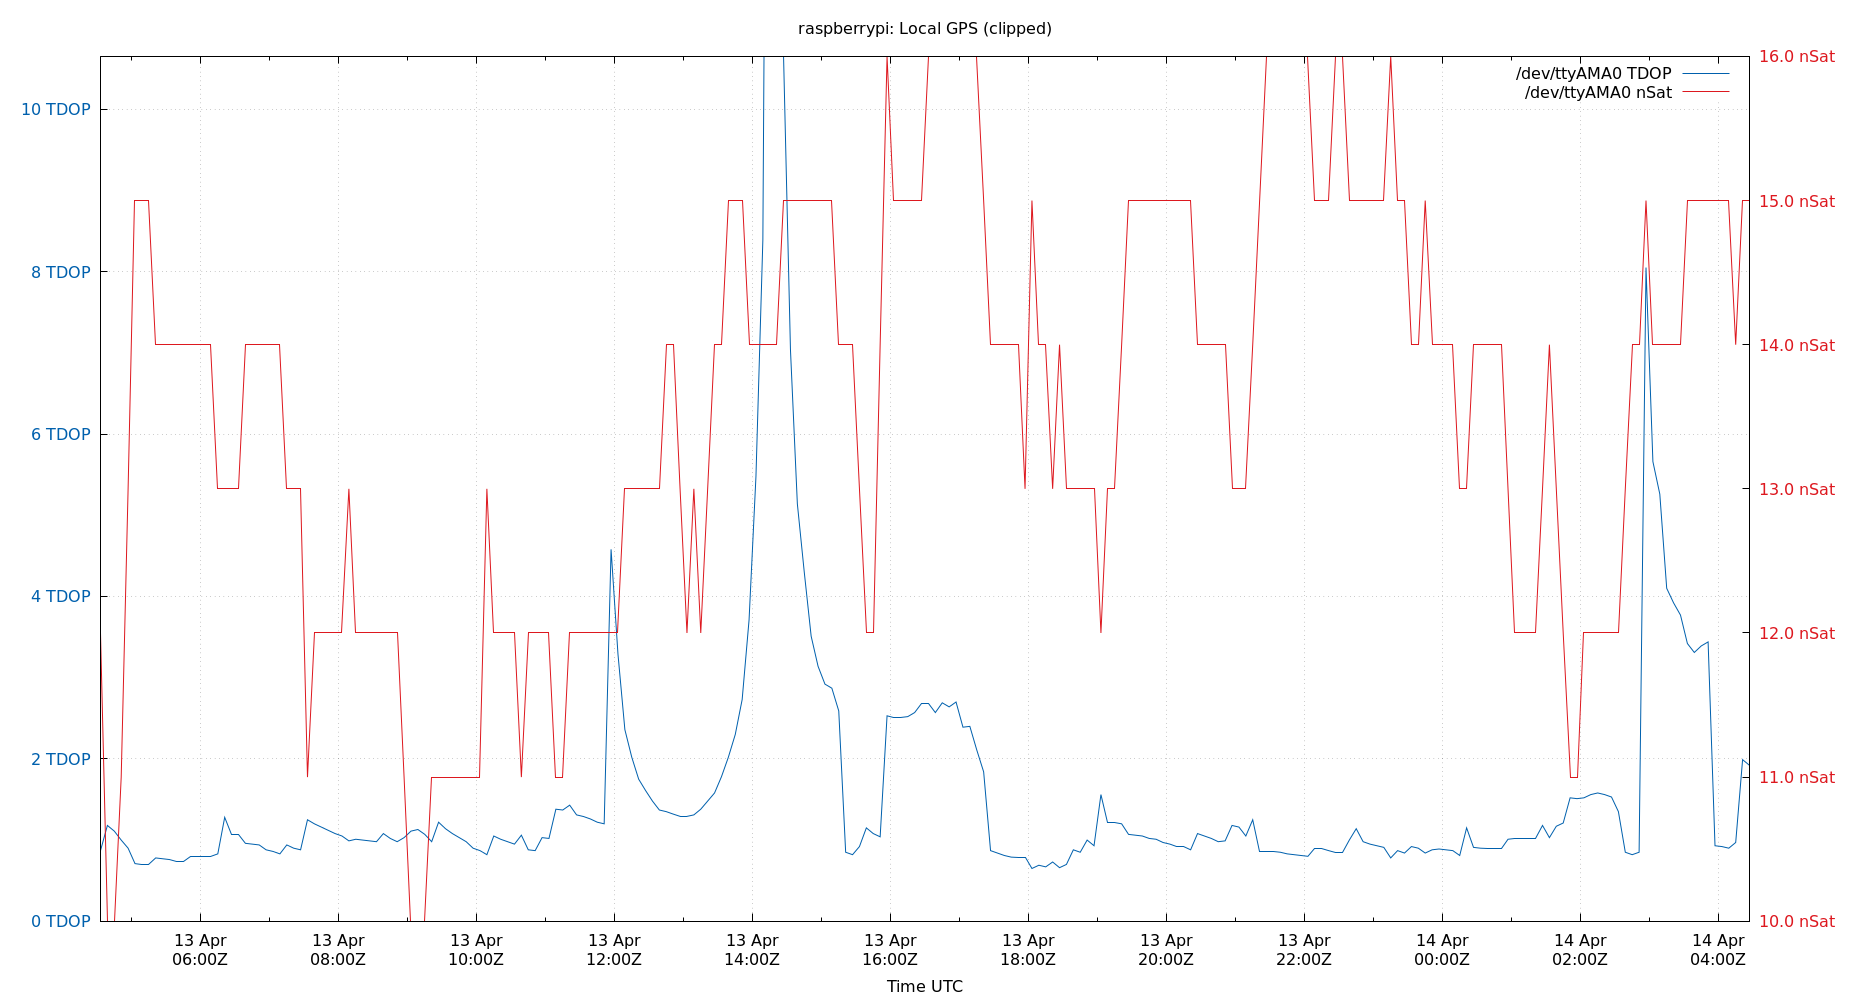 raspberrypi: Local GPS (clipped)
/dev/ttyAMA0 TDOP
/dev/ttyAMA0 nSat
10 TDOP
8 TDOP
6 TDOP
4 TDOP
2 TDOP
0 TDOP
16.0 nSat
15.0 nSat
14.0 nSat
13.0 nSat
12.0 nSat
11.0 nSat
10.0 nSat
13 Apr 13 Apr 13 Apr 13 Apr 13 Apr 13 Apr 13 Apr 13 Apr 13 Apr 14 Apr 14 Apr 14 Apr
06:00Z 08:00Z 10:00Z 12:00Z 14:00Z 16:00Z 18:00Z 20:00Z 22:00Z 00:00Z 02:00Z 04:00Z
Time UTC